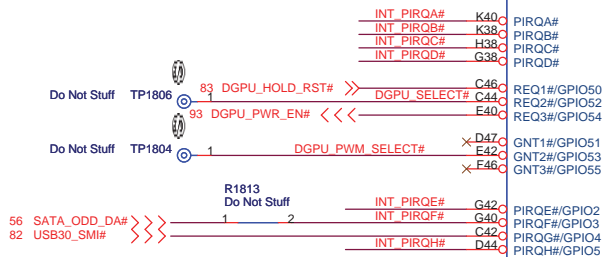 INT_PIRQA# K40 PIRQA#
INT_PIRQB# K38 PIRQB#
INT_PIRQC# H38 PIRQC#
INT_PIRQD# G38 PIRQD#
83 DGPU_HOLD_RST# C46 REQ1#/GPIO50
Do Not Stuff TP1806 1 DGPU_SELECT# C44 REQ2#/GPIO52
93 DGPU_PWR_EN# E40 REQ3#/GPIO54
D47 GNT1#/GPIO51
Do Not Stuff TP1804 1 DGPU_PWM_SELECT# E42 GNT2#/GPIO53
F46 GNT3#/GPIO55
R1813
Do Not Stuff
INT_PIRQE# G42 PIRQE#/GPIO2
56 SATA_ODD_DA# 1 2 INT_PIRQF# G40 PIRQF#/GPIO3
82 USB30_SMI# C42 PIRQG#/GPIO4
INT_PIRQH# D44 PIRQH#/GPIO5